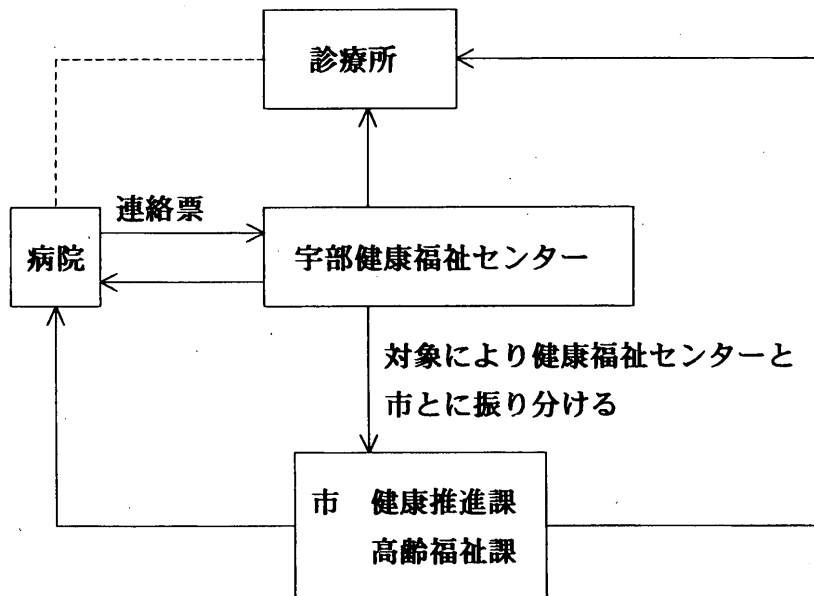 診療所
連絡票
病院
宇部健康福祉センター
対象により健康福祉センターと
市とに振り分ける
市 健康推進課
高齢福祉課